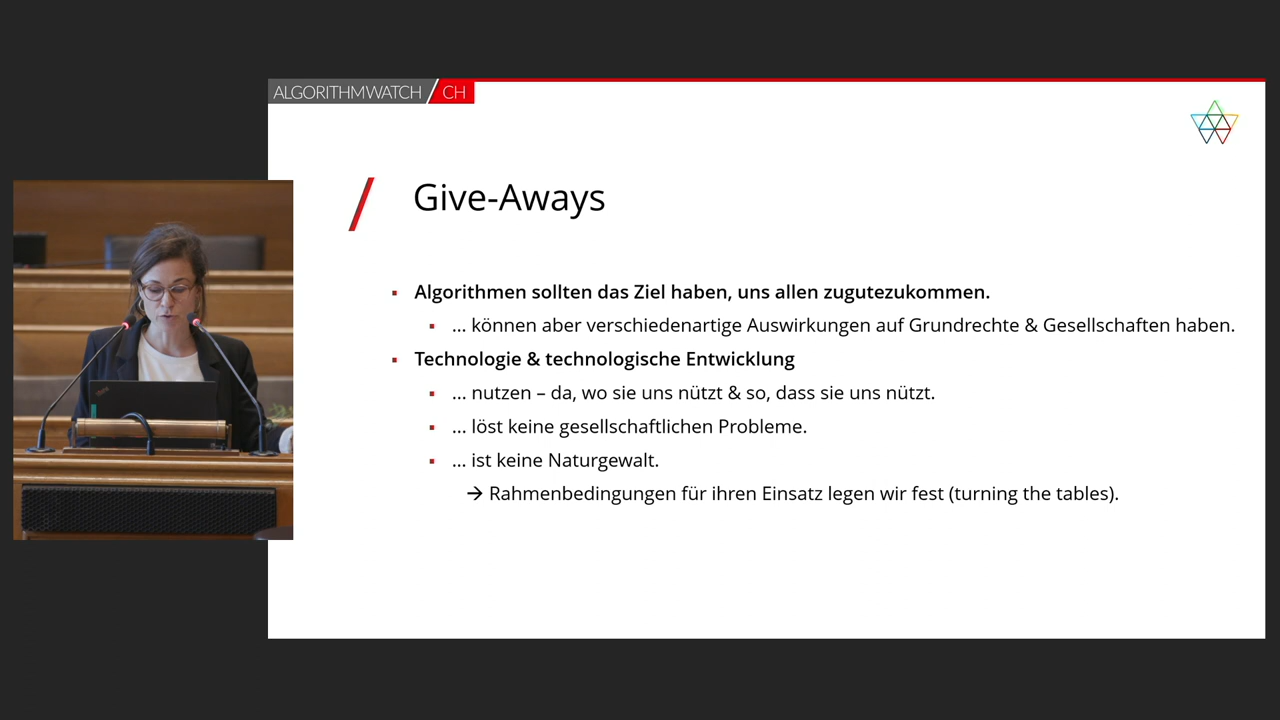 ALGORITHMWATCH / CH
Give-Aways
Algorithmen sollten das Ziel haben, uns allen zugutezukommen.
... können aber verschiedenartige Auswirkungen auf Grundrechte & Gesellschaften haben.
Technologie & technologische Entwicklung
... nutzen – da, wo sie uns nützt & so, dass sie uns nützt.
... löst keine gesellschaftlichen Probleme.
... ist keine Naturgewalt.
→ Rahmenbedingungen für ihren Einsatz legen wir fest (turning the tables).